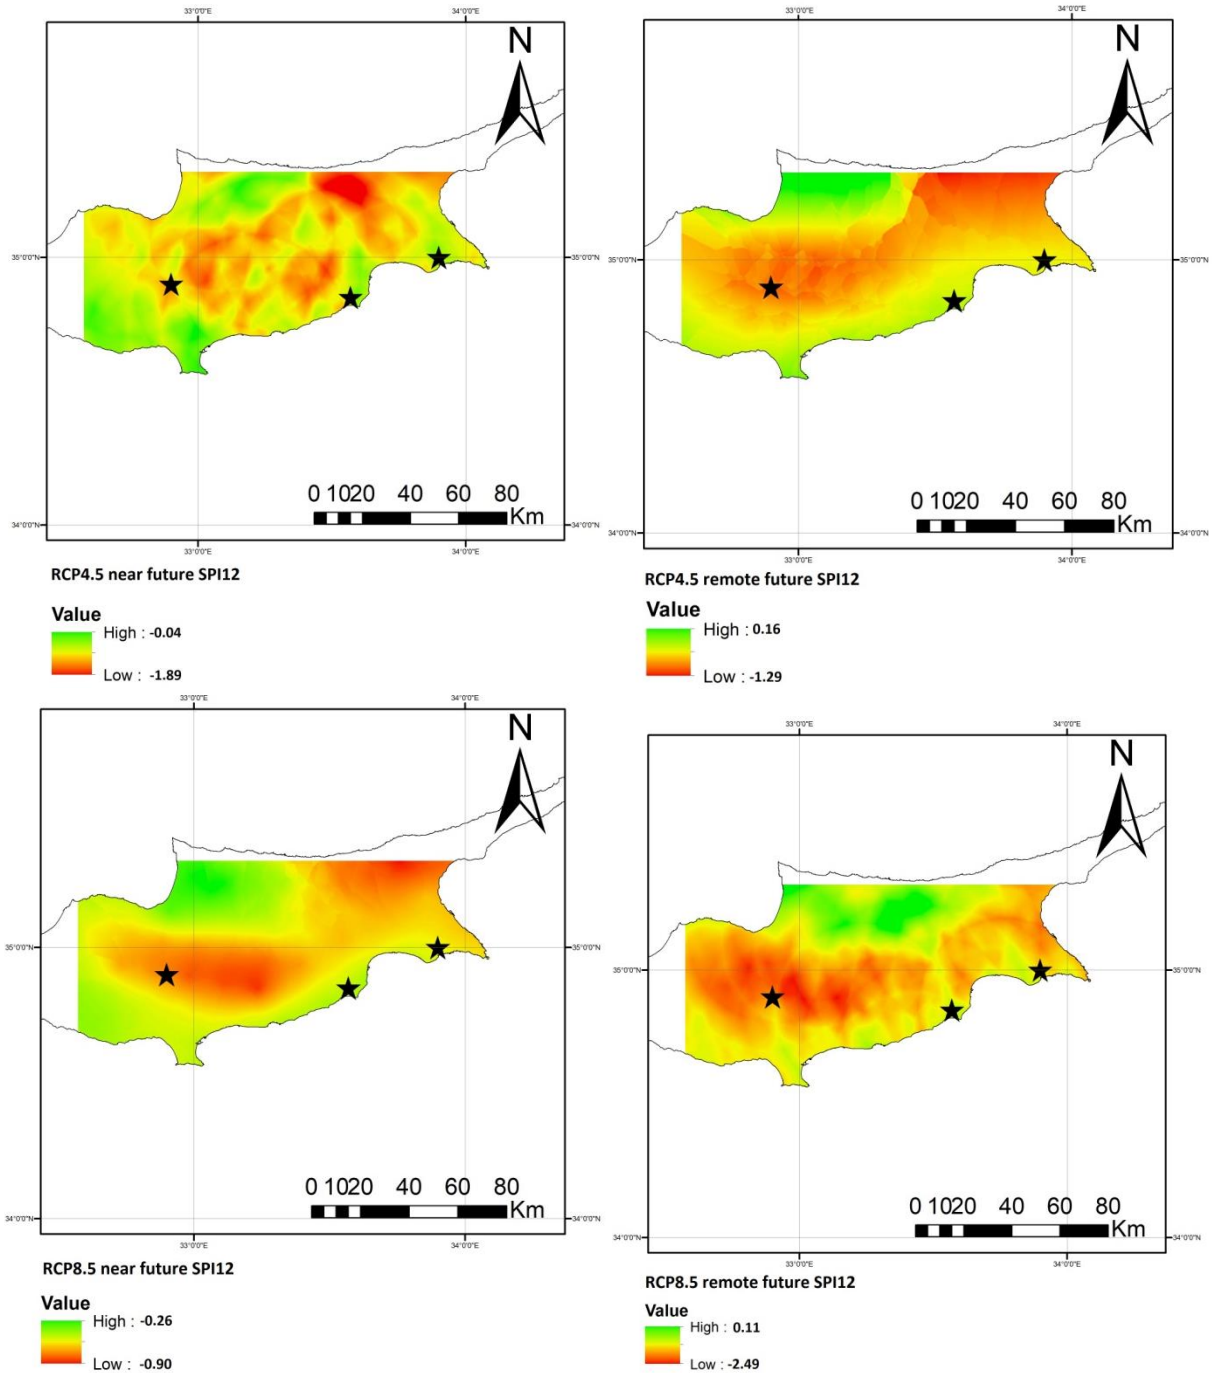 33°0'0"E
34°0'0"E
N
35°0'0"N
0 1020 40 60 80
Km
34°0'0"N
34°0'0"N
33°0'0"E
34°0'0"E
RCP4.5 near future SPI12
Value
High : -0.04
Low : -1.89
33°0'0"E
34°0'0"E
N
35°0'0"N
35°0'0"N
0 1020 40 60 80
Km
34°0'0"N
34°0'0"N
33°0'0"E
34°0'0"E
RCP4.5 remote future SPI12
Value
High : 0.16
Low : -1.29
33°0'0"E
34°0'0"E
N
35°0'0"N
35°0'0"N
0 1020 40 60 80
Km
34°0'0"N
34°0'0"N
33°0'0"E
34°0'0"E
RCP8.5 near future SPI12
Value
High : -0.26
Low : -0.90
33°0'0"E
34°0'0"E
N
35°0'0"N
35°0'0"N
0 1020 40 60 80
Km
34°0'0"N
34°0'0"N
33°0'0"E
34°0'0"E
RCP8.5 remote future SPI12
Value
High : 0.11
Low : -2.49